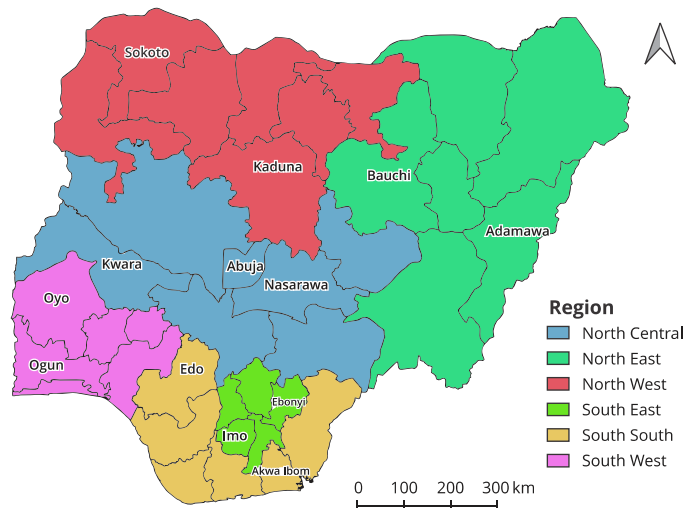 Sokoto
Kaduna
Bauchi
Adamawa
Kwara
Abuja
Nasarawa
Oyo
Ogun
Edo
Ebonyi
Imo
Akwa Ibom
Region
North Central
North East
North West
South East
South South
South West
0 100 200 300 km